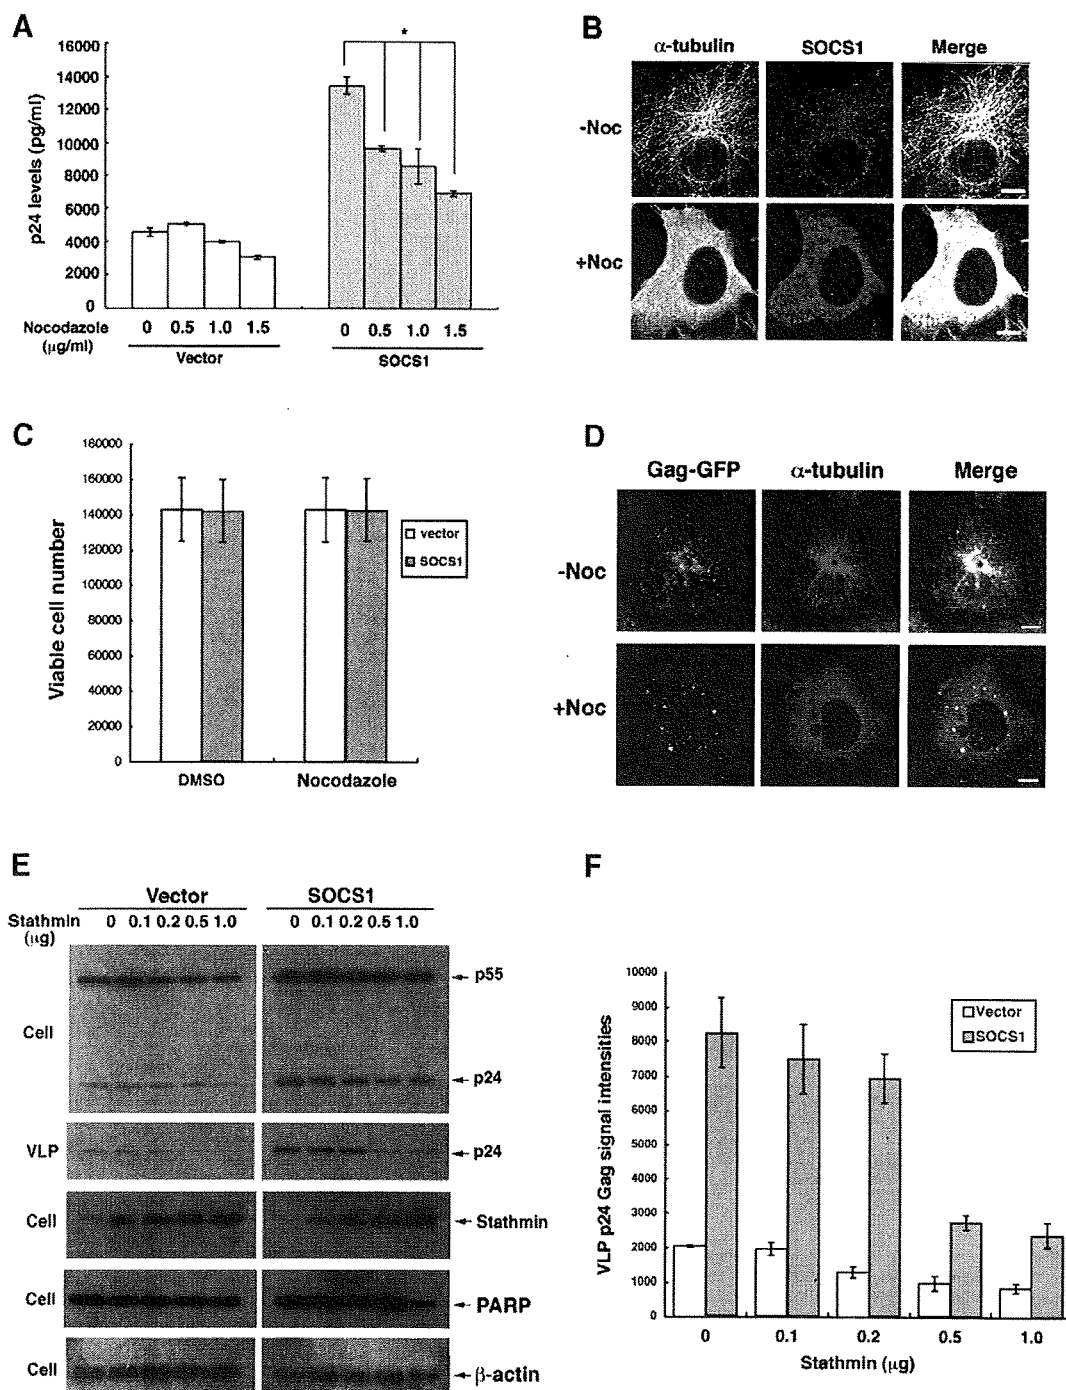 A
p24 levels (pg/ml)
16000
14000
12000
10000
8000
6000
4000
2000
0
*
Nocodazole
(μg/ml)
0 0.5 1.0 1.5
0 0.5 1.0 1.5
Vector
SOCS1
B
α-tubulin SOCS1 Merge
-Noc
+Noc
C
Viable cell number
180000
160000
140000
120000
100000
80000
60000
40000
20000
0
vector
SOCS1
DMSO
Nocodazole
D
Gag-GFP α-tubulin Merge
-Noc
+Noc
E
Vector SOCS1
Stathmin
(μg)
0 0.1 0.2 0.5 1.0
0 0.1 0.2 0.5 1.0
Cell
p55
p24
VLP
p24
Cell
Stathmin
Cell
PARP
Cell
β-actin
F
VLP p24 Gag signal intensities
10000
9000
8000
7000
6000
5000
4000
3000
2000
1000
0
Vector
SOCS1
0 0.1 0.2 0.5 1.0
Stathmin (μg)